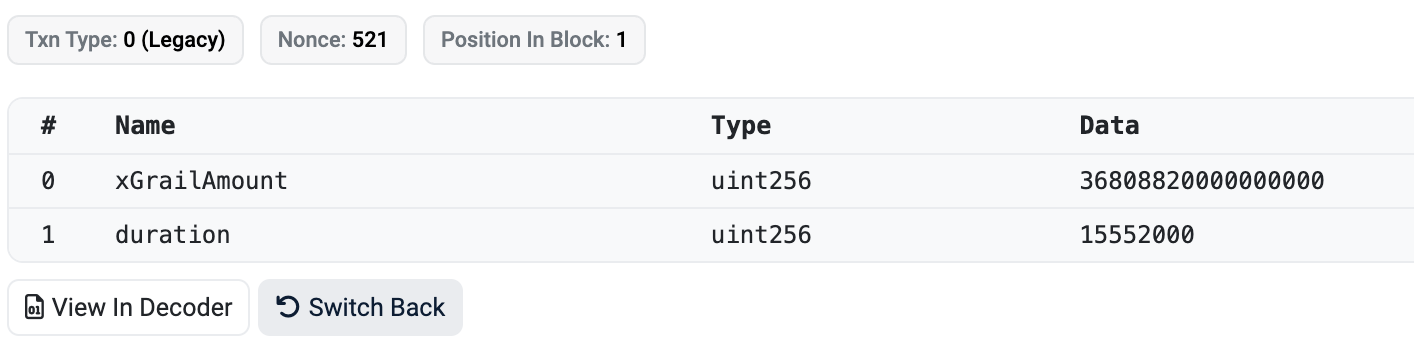 Txn Type: 0 (Legacy) Nonce: 521 Position In Block: 1
# Name Type Data
0 xGrailAmount uint256 36808820000000000
1 duration uint256 15552000
View In Decoder Switch Back